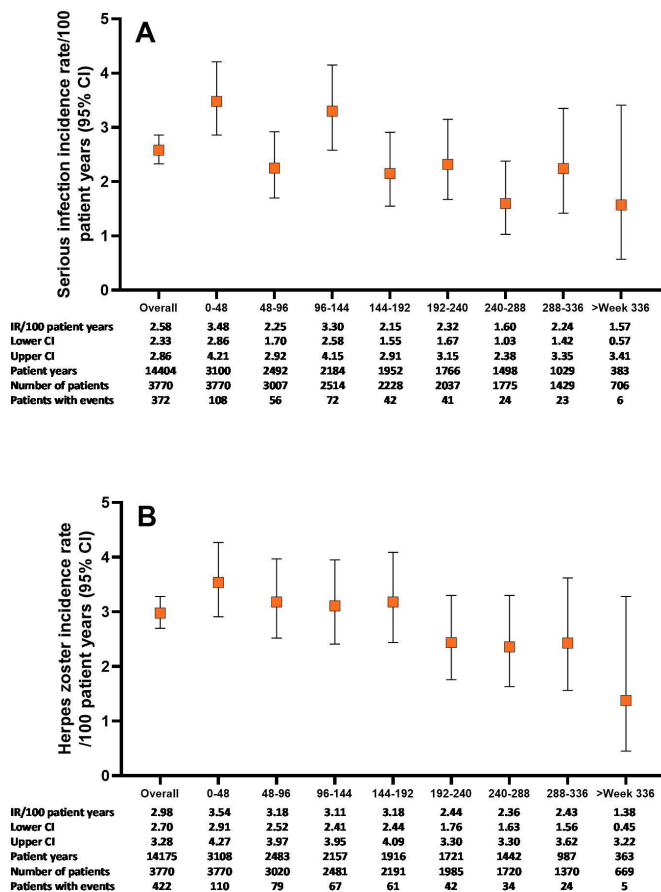 A
Serious infection incidence rate/100
patient years (95% CI)
5
4
3
2
1
0
Overall 0-48 48-96 96-144 144-192 192-240 240-288 288-336 >Week 336
IR/100 patient years 2.58 3.48 2.25 3.30 2.15 2.32 1.60 2.24 1.57
Lower CI 2.33 2.86 1.70 2.58 1.55 1.67 1.03 1.42 0.57
Upper CI 2.86 4.21 2.92 4.15 2.91 3.15 2.38 3.35 3.41
Patient years 14404 3100 2492 2184 1952 1766 1498 1029 383
Number of patients 3770 3770 3007 2514 2228 2037 1775 1429 706
Patients with events 372 108 56 72 42 41 24 23 6
B
Herpes zoster incidence rate
/100 patient years (95% CI)
5
4
3
2
1
0
Overall 0-48 48-96 96-144 144-192 192-240 240-288 288-336 >Week 336
IR/100 patient years 2.98 3.54 3.18 3.11 3.18 2.44 2.36 2.43 1.38
Lower CI 2.70 2.91 2.52 2.41 2.44 1.76 1.63 1.56 0.45
Upper CI 3.28 4.27 3.97 3.95 4.09 3.30 3.30 3.62 3.22
Patient years 14175 3108 2483 2157 1916 1721 1442 987 363
Number of patients 3770 3770 3020 2481 2191 1985 1720 1370 669
Patients with events 422 110 79 67 61 42 34 24 5